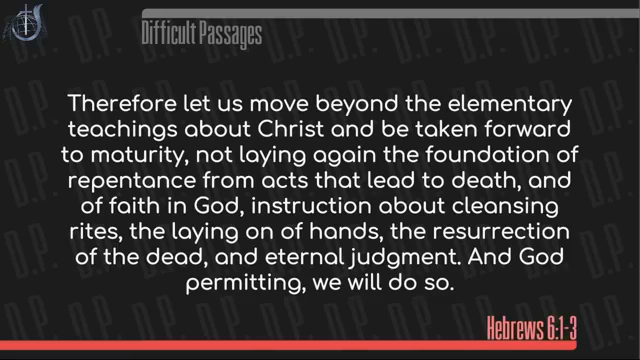 Difficult Passages
Therefore let us move beyond the elementary
teachings about Christ and be taken forward
to maturity, not laying again the foundation of
repentance from acts that lead to death, and
of faith in God, instruction about cleansing
rites, the laying on of hands, the resurrection
of the dead, and eternal judgment. And God
permitting, we will do so.
Hebrews 6:1-3